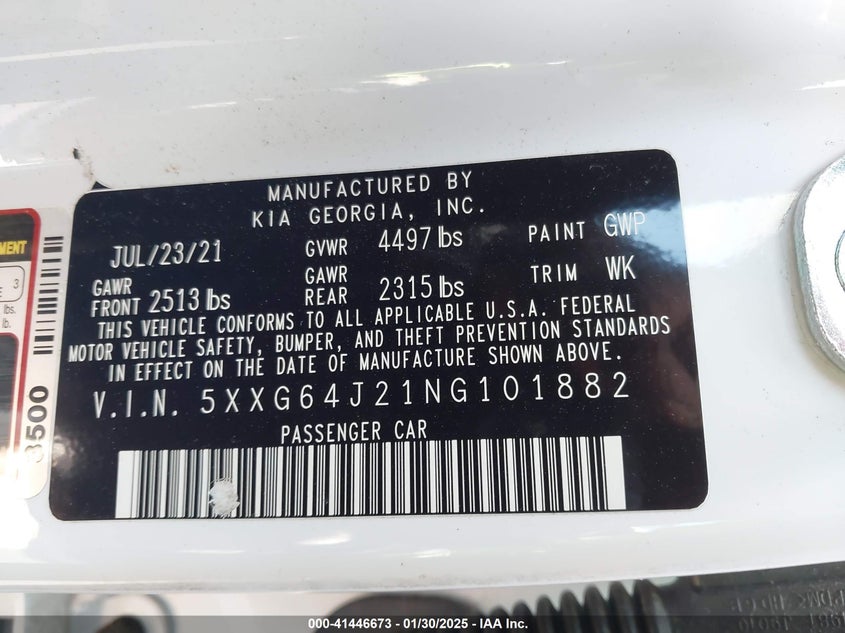 MANUFACTURED BY
KIA GEORGIA, INC.
JUL/23/21 GVWR 4497 lbs PAINT GWP
GAWR FRONT 2513 lbs GAWR REAR 2315 lbs TRIM WK
THIS VEHICLE CONFORMS TO ALL APPLICABLE U.S.A. FEDERAL
MOTOR VEHICLE SAFETY, BUMPER, AND THEFT PREVENTION STANDARDS
IN EFFECT ON THE DATE OF MANUFACTURE SHOWN ABOVE.
V.I.N. 5XXG64J21NG101882
PASSENGER CAR
3
lbs.
lb.
000-41446673 - 01/30/2025 - IAA Inc.